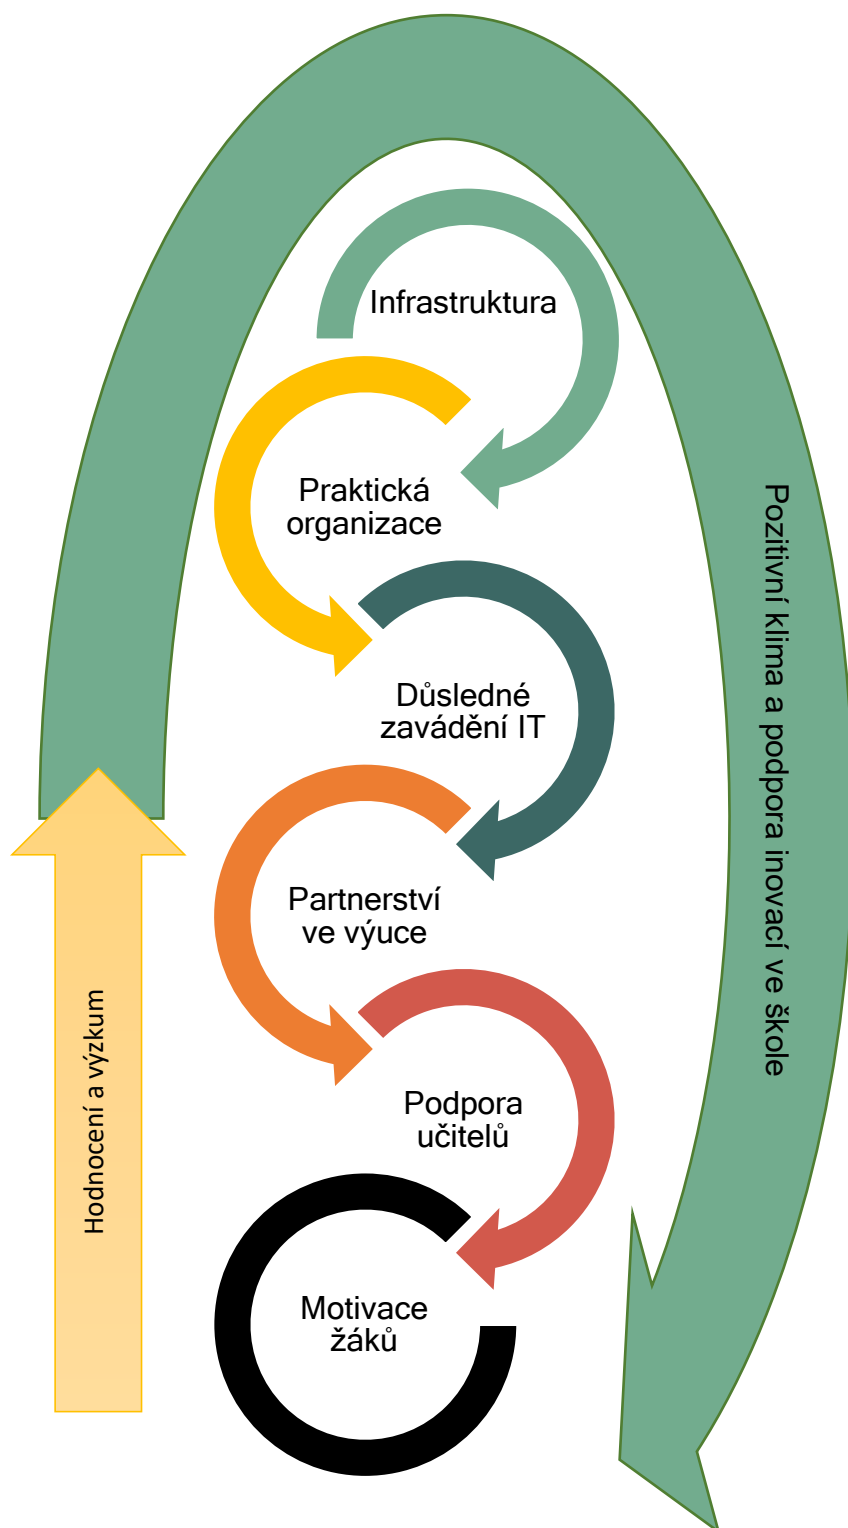 Infrastruktura
Praktická
organizace
Důsledné
zavádění IT
Partnerství
ve výuce
Podpora
učitelů
Motivace
žáků
Hodnocení a výzkum
Pozitivní klima a podpora inovací ve škole